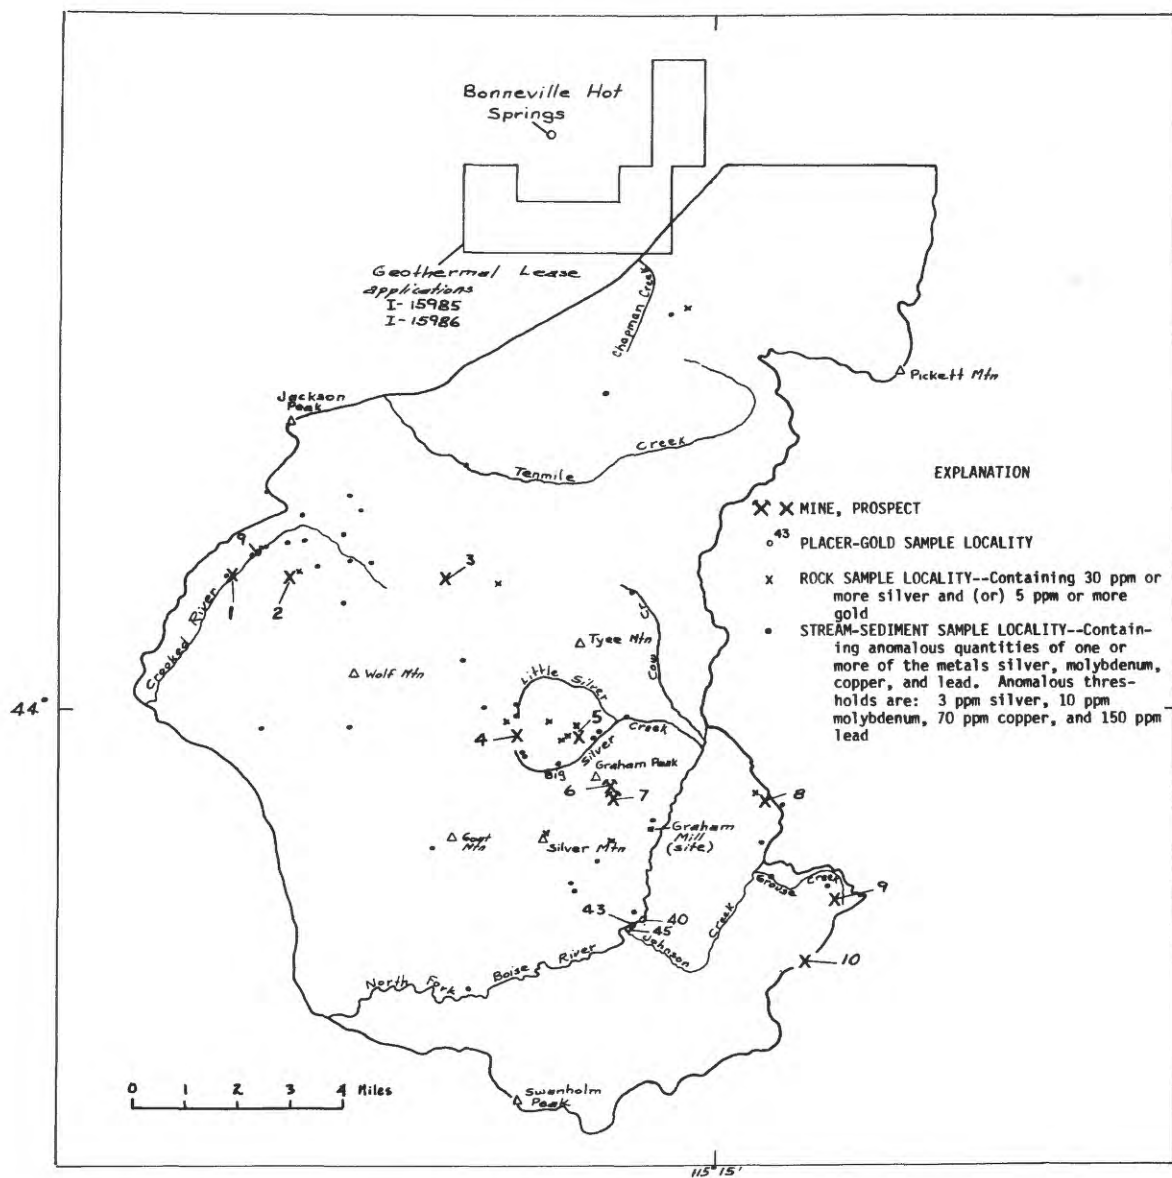 Bonneville Hot
Springs
Geothermal Lease
applications
I-15985
I-15986
Chapman Creek
Pickett Mtn
Jackson
Peak
Tenmile Creek
EXPLANATION
MINE, PROSPECT
43 PLACER-GOLD SAMPLE LOCALITY
x ROCK SAMPLE LOCALITY--Containing 30 ppm or
more silver and (or) 5 ppm or more
gold
STREAM-SEDIMENT SAMPLE LOCALITY--Contain-
ing anomalous quantities of one or
more of the metals silver, molybdenum,
copper, and lead. Anomalous thres-
holds are: 3 ppm silver, 10 ppm
molybdenum, 70 ppm copper, and 150 ppm
lead
9
3
1
2
Crooked River
Tyee Mtn
Cow Cr
Wolf Mtn
Little Silver Creek
44°
5
4
Big Silver
Graham Peak
6
7
8
Graham
Mill
(site)
Goat
Mtn
Silver Mtn
Grouse Creek
9
43
40
45
Johnson Creek
10
North Fork Boise River
0 1 2 3 4 Miles
Swanholm
Peak
115°15'